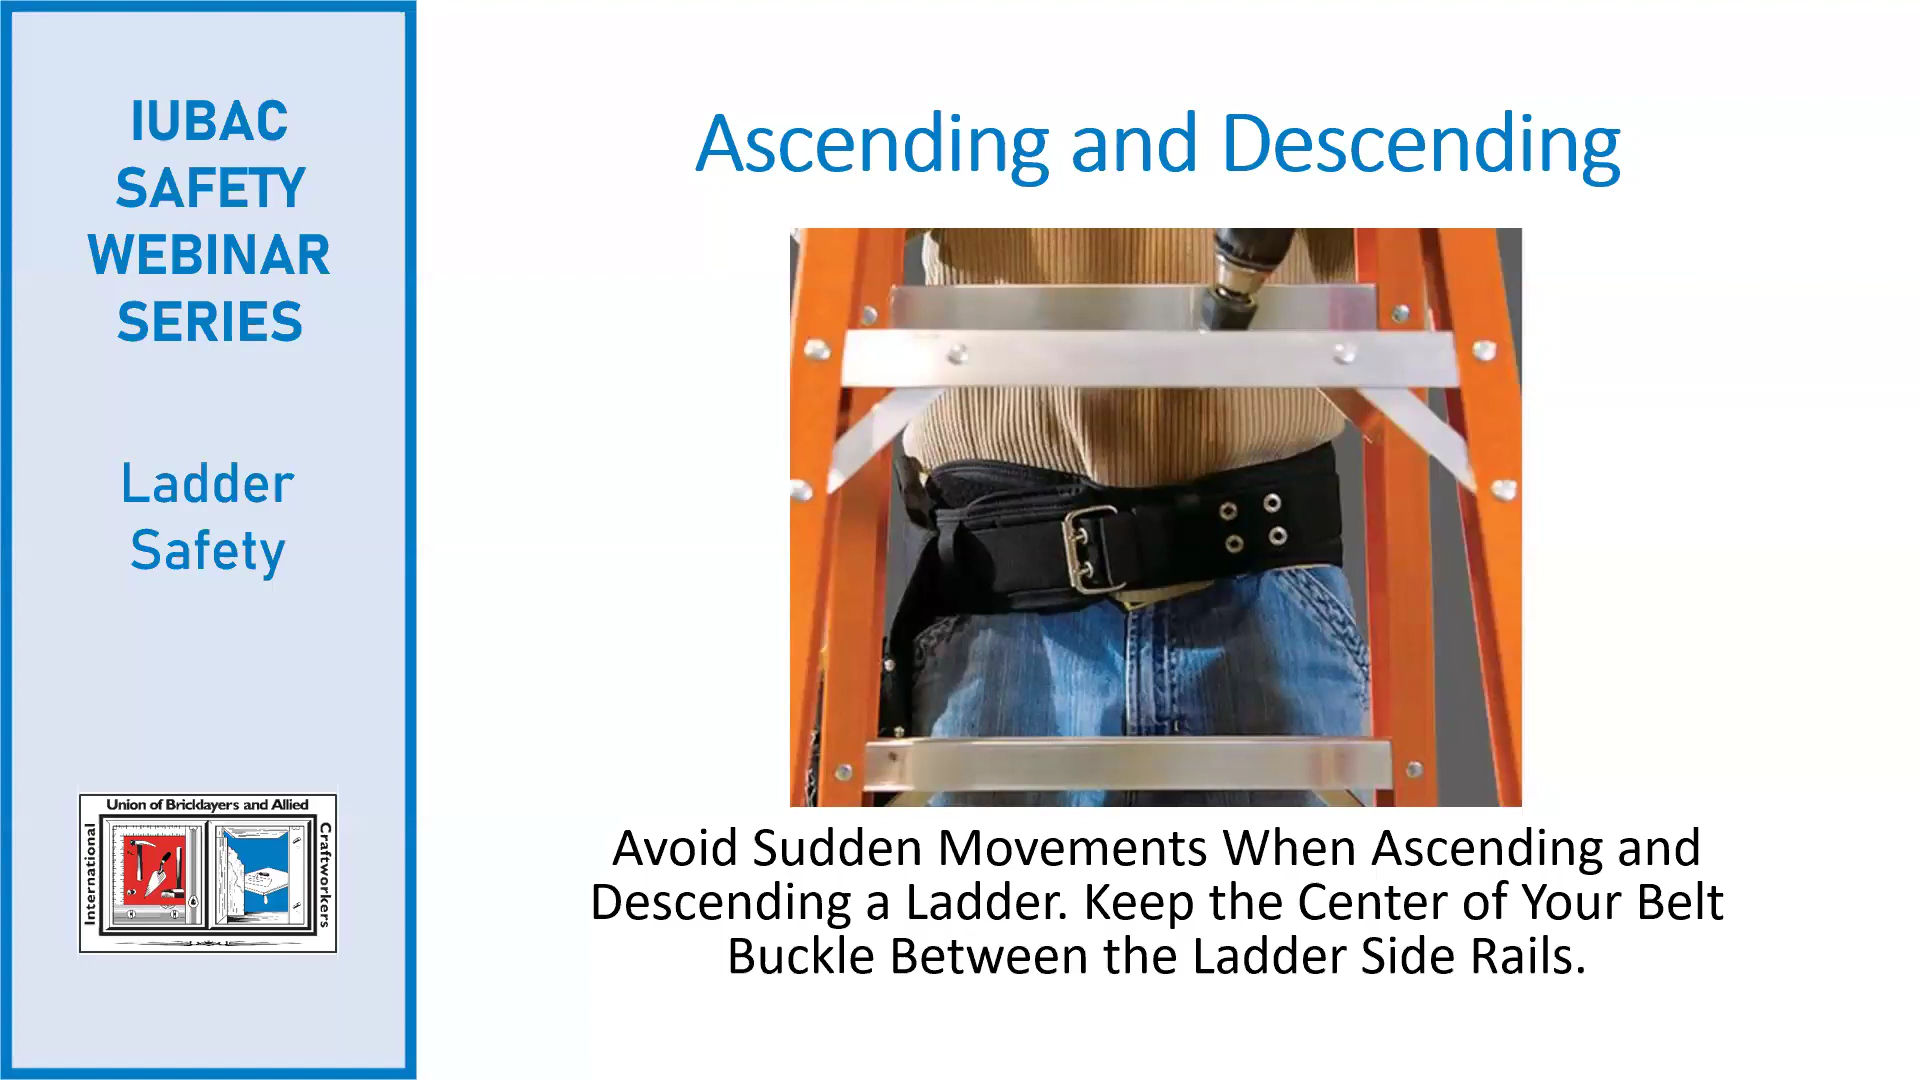 IUBAC
SAFETY
WEBINAR
SERIES
Ladder
Safety
Union of Bricklayers and Allied
International
Craftworkers
Ascending and Descending
Avoid Sudden Movements When Ascending and
Descending a Ladder. Keep the Center of Your Belt
Buckle Between the Ladder Side Rails.